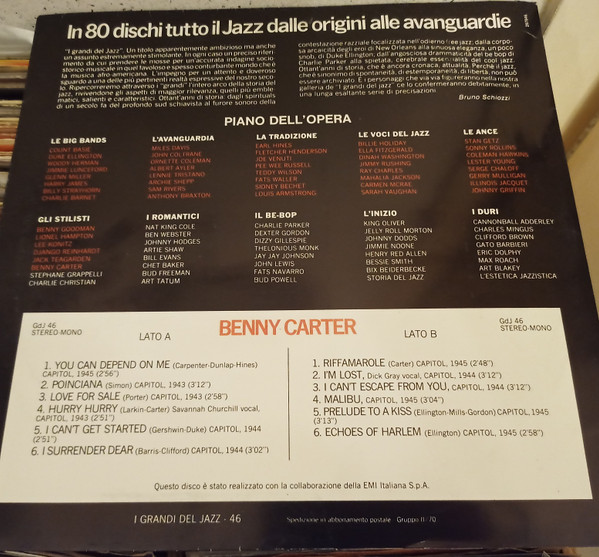 In 80 dischi tutto il Jazz dalle origini alle avanguardie
"I grandi del Jazz". Un titolo apparentemente ambizioso ma anche
un assunto estremamente stimolante. In ogni caso un preciso riferi-
mento da cui prendere le mosse per un'accurata indagine socio-
storico-musicale in quel favoloso e spesso conturbante mondo che è
la musica afro-americana. L'impegno per un attento e doveroso
sguardo a una delle più pertinenti realtà espressive del nostro seco-
lo. Ripercorreremo attraverso i "grandi" l'intero arco della storia del
jazz, rivivendone gli aspetti di maggior rilevanza, quelli più emble-
matici, salienti e caratteristici. Ottant'anni di storia: dagli spirituals
di un secolo fa del profondo sud schiavista al furore sonoro della
contestazione razziale focalizzata nell'odierno free jazz; dalla corpo-
sa arcaicità degli eroi di New Orleans alla sinuosa eleganza, un poco
snob, di Duke Ellington; dall'angosciosa drammaticità del be bop di
Charlie Parker alla spietata, cerebrale essenzialità del cool jazz.
Ottant'anni di storia, che è ancora cronaca, attualità. Perché il jazz,
che è sinonimo di spontaneità, di estemporaneità, di libertà, non può
essere archiviato. E i personaggi che via via figureranno nella nostra
galleria de "I grandi del jazz" ce lo confermeranno debitamente, in
una lunga esaltante serie di precisazioni.
Bruno Schiozzi
PIANO DELL'OPERA
LE BIG BANDS
COUNT BASIE
DUKE ELLINGTON
WOODY HERMAN
JIMMIE LUNCEFORD
GLENN MILLER
HARRY JAMES
BILLY STRAYHORN
CHARLIE BARNET
L'AVANGUARDIA
MILES DAVIS
JOHN COLTRANE
ORNETTE COLEMAN
ALBERT AYLER
LENNIE TRISTANO
ARCHIE SHEPP
SAM RIVERS
ANTHONY BRAXTON
LA TRADIZIONE
EARL HINES
FLETCHER HENDERSON
JOE VENUTI
PEE WEE RUSSELL
TEDDY WILSON
FATS WALLER
SIDNEY BECHET
LOUIS ARMSTRONG
LE VOCI DEL JAZZ
BILLIE HOLIDAY
ELLA FITZGERALD
DINAH WASHINGTON
JIMMY RUSHING
RAY CHARLES
MAHALIA JACKSON
CARMEN MCRAE
SARAH VAUGHAN
LE ANCE
STAN GETZ
SONNY ROLLINS
COLEMAN HAWKINS
LESTER YOUNG
SERGE CHALOFF
GERRY MULLIGAN
ILLINOIS JACQUET
JOHNNY GRIFFIN
GLI STILISTI
BENNY GOODMAN
LIONEL HAMPTON
LEE KONITZ
DJANGO REINHARDT
JACK TEAGARDEN
BENNY CARTER
STEPHANE GRAPPELLI
CHARLIE CHRISTIAN
I ROMANTICI
NAT KING COLE
BEN WEBSTER
JOHNNY HODGES
ARTIE SHAW
BILL EVANS
CHET BAKER
BUD FREEMAN
ART TATUM
IL BE-BOP
CHARLIE PARKER
DEXTER GORDON
DIZZY GILLESPIE
THELONIOUS MONK
JAY JAY JOHNSON
JOHN LEWIS
FATS NAVARRO
BUD POWELL
L'INIZIO
KING OLIVER
JELLY ROLL MORTON
JOHNNY DODDS
JIMMIE NOONE
HENRY RED ALLEN
BESSIE SMITH
BIX BEIDERBECKE
STORIA DEL JAZZ
I DURI
CANNONBALL ADDERLEY
CHARLES MINGUS
CLIFFORD BROWN
GATO BARBIERI
ERIC DOLPHY
MAX ROACH
ART BLAKEY
L'ESTETICA JAZZISTICA
GdJ 46
STEREO-MONO
LATO A
BENNY CARTER
LATO B
GdJ 46
STEREO-MONO
1. YOU CAN DEPEND ON ME (Carpenter-Dunlap-Hines)
CAPITOL, 1945 (2'56")
2. POINCIANA (Simon) CAPITOL, 1943 (3'12")
3. LOVE FOR SALE (Porter) CAPITOL, 1943 (2'58")
4. HURRY HURRY (Larkin-Carter) Savannah Churchill vocal,
CAPITOL, 1943 (2'51")
5. I CAN'T GET STARTED (Gershwin-Duke) CAPITOL, 1944
(2'51")
6. I SURRENDER DEAR (Barris-Clifford) CAPITOL, 1944 (3'02")
1. RIFFAMAROLE (Carter) CAPITOL, 1945 (2'48")
2. I'M LOST, Dick Gray vocal, CAPITOL, 1944 (3'12")
3. I CAN'T ESCAPE FROM YOU, CAPITOL, 1944 (3'12")
4. MALIBU, CAPITOL, 1945 (3'04")
5. PRELUDE TO A KISS (Ellington-Mills-Gordon) CAPITOL, 1945
(3'13")
6. ECHOES OF HARLEM (Ellington) CAPITOL, 1945 (2'58")
Questo disco è stato realizzato con la collaborazione della EMI Italiana S.p.A.
I GRANDI DEL JAZZ - 46
Spedizione in abbonamento postale Gruppo II/70